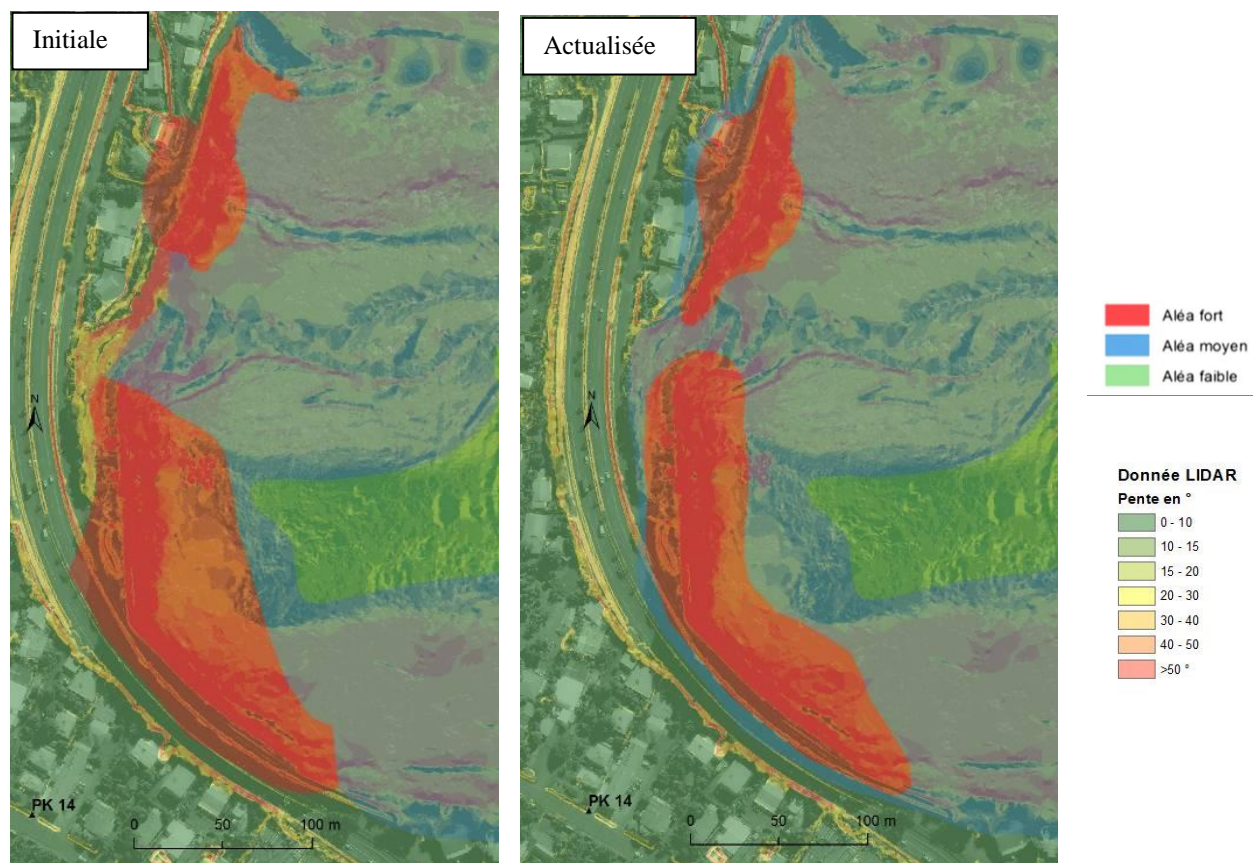 Initiale
Actualisée
N
N
PK 14
0 50 100 m
PK 14
0 50 100 m
Aléa fort
Aléa moyen
Aléa faible
Donnée LIDAR
Pente en °
0 - 10
10 - 15
15 - 20
20 - 30
30 - 40
40 - 50
>50 °